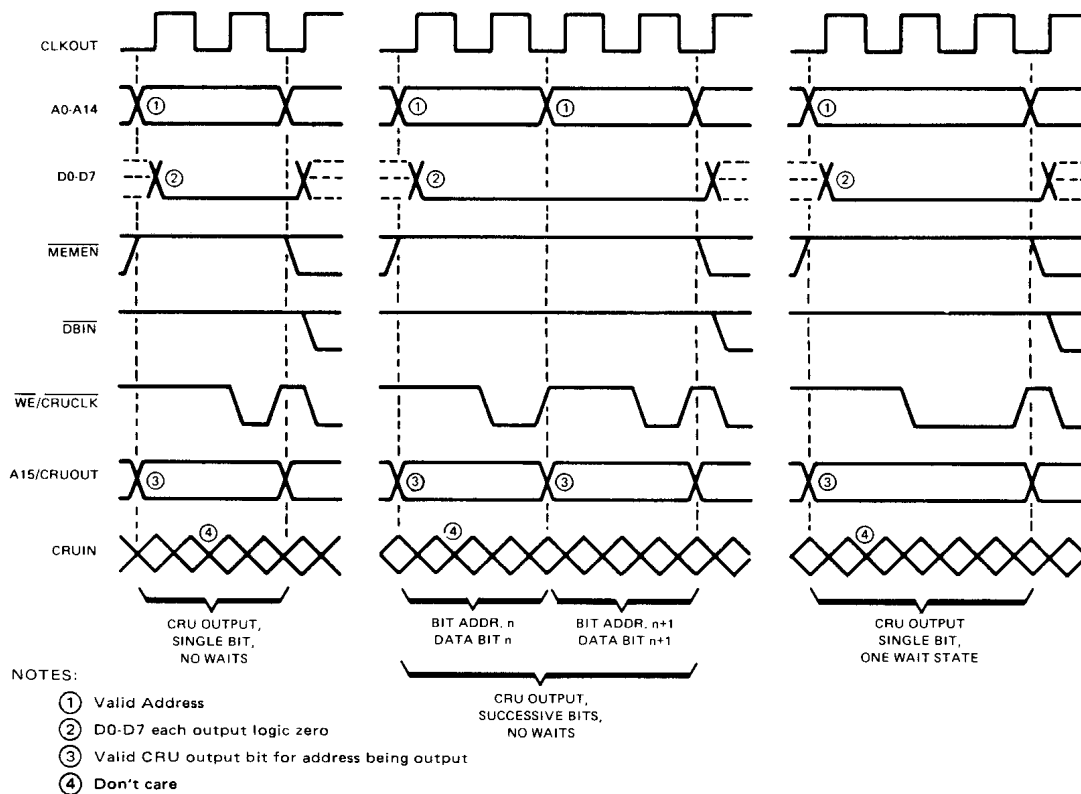 CLKOUT
A0-A14
① ① ① ①
D0-D7
② ② ②
MEMEN
DBIN
WE/CRUCLK
A15/CRUOUT
③ ③ ③ ③
CRUIN
④ ④ ④
CRU OUTPUT,
SINGLE BIT,
NO WAITS
BIT ADDR. n
DATA BIT n
BIT ADDR. n+1
DATA BIT n+1
CRU OUTPUT
SINGLE BIT,
ONE WAIT STATE
CRU OUTPUT,
SUCCESSIVE BITS,
NO WAITS
NOTES:
① Valid Address
② D0-D7 each output logic zero
③ Valid CRU output bit for address being output
④ Don't care